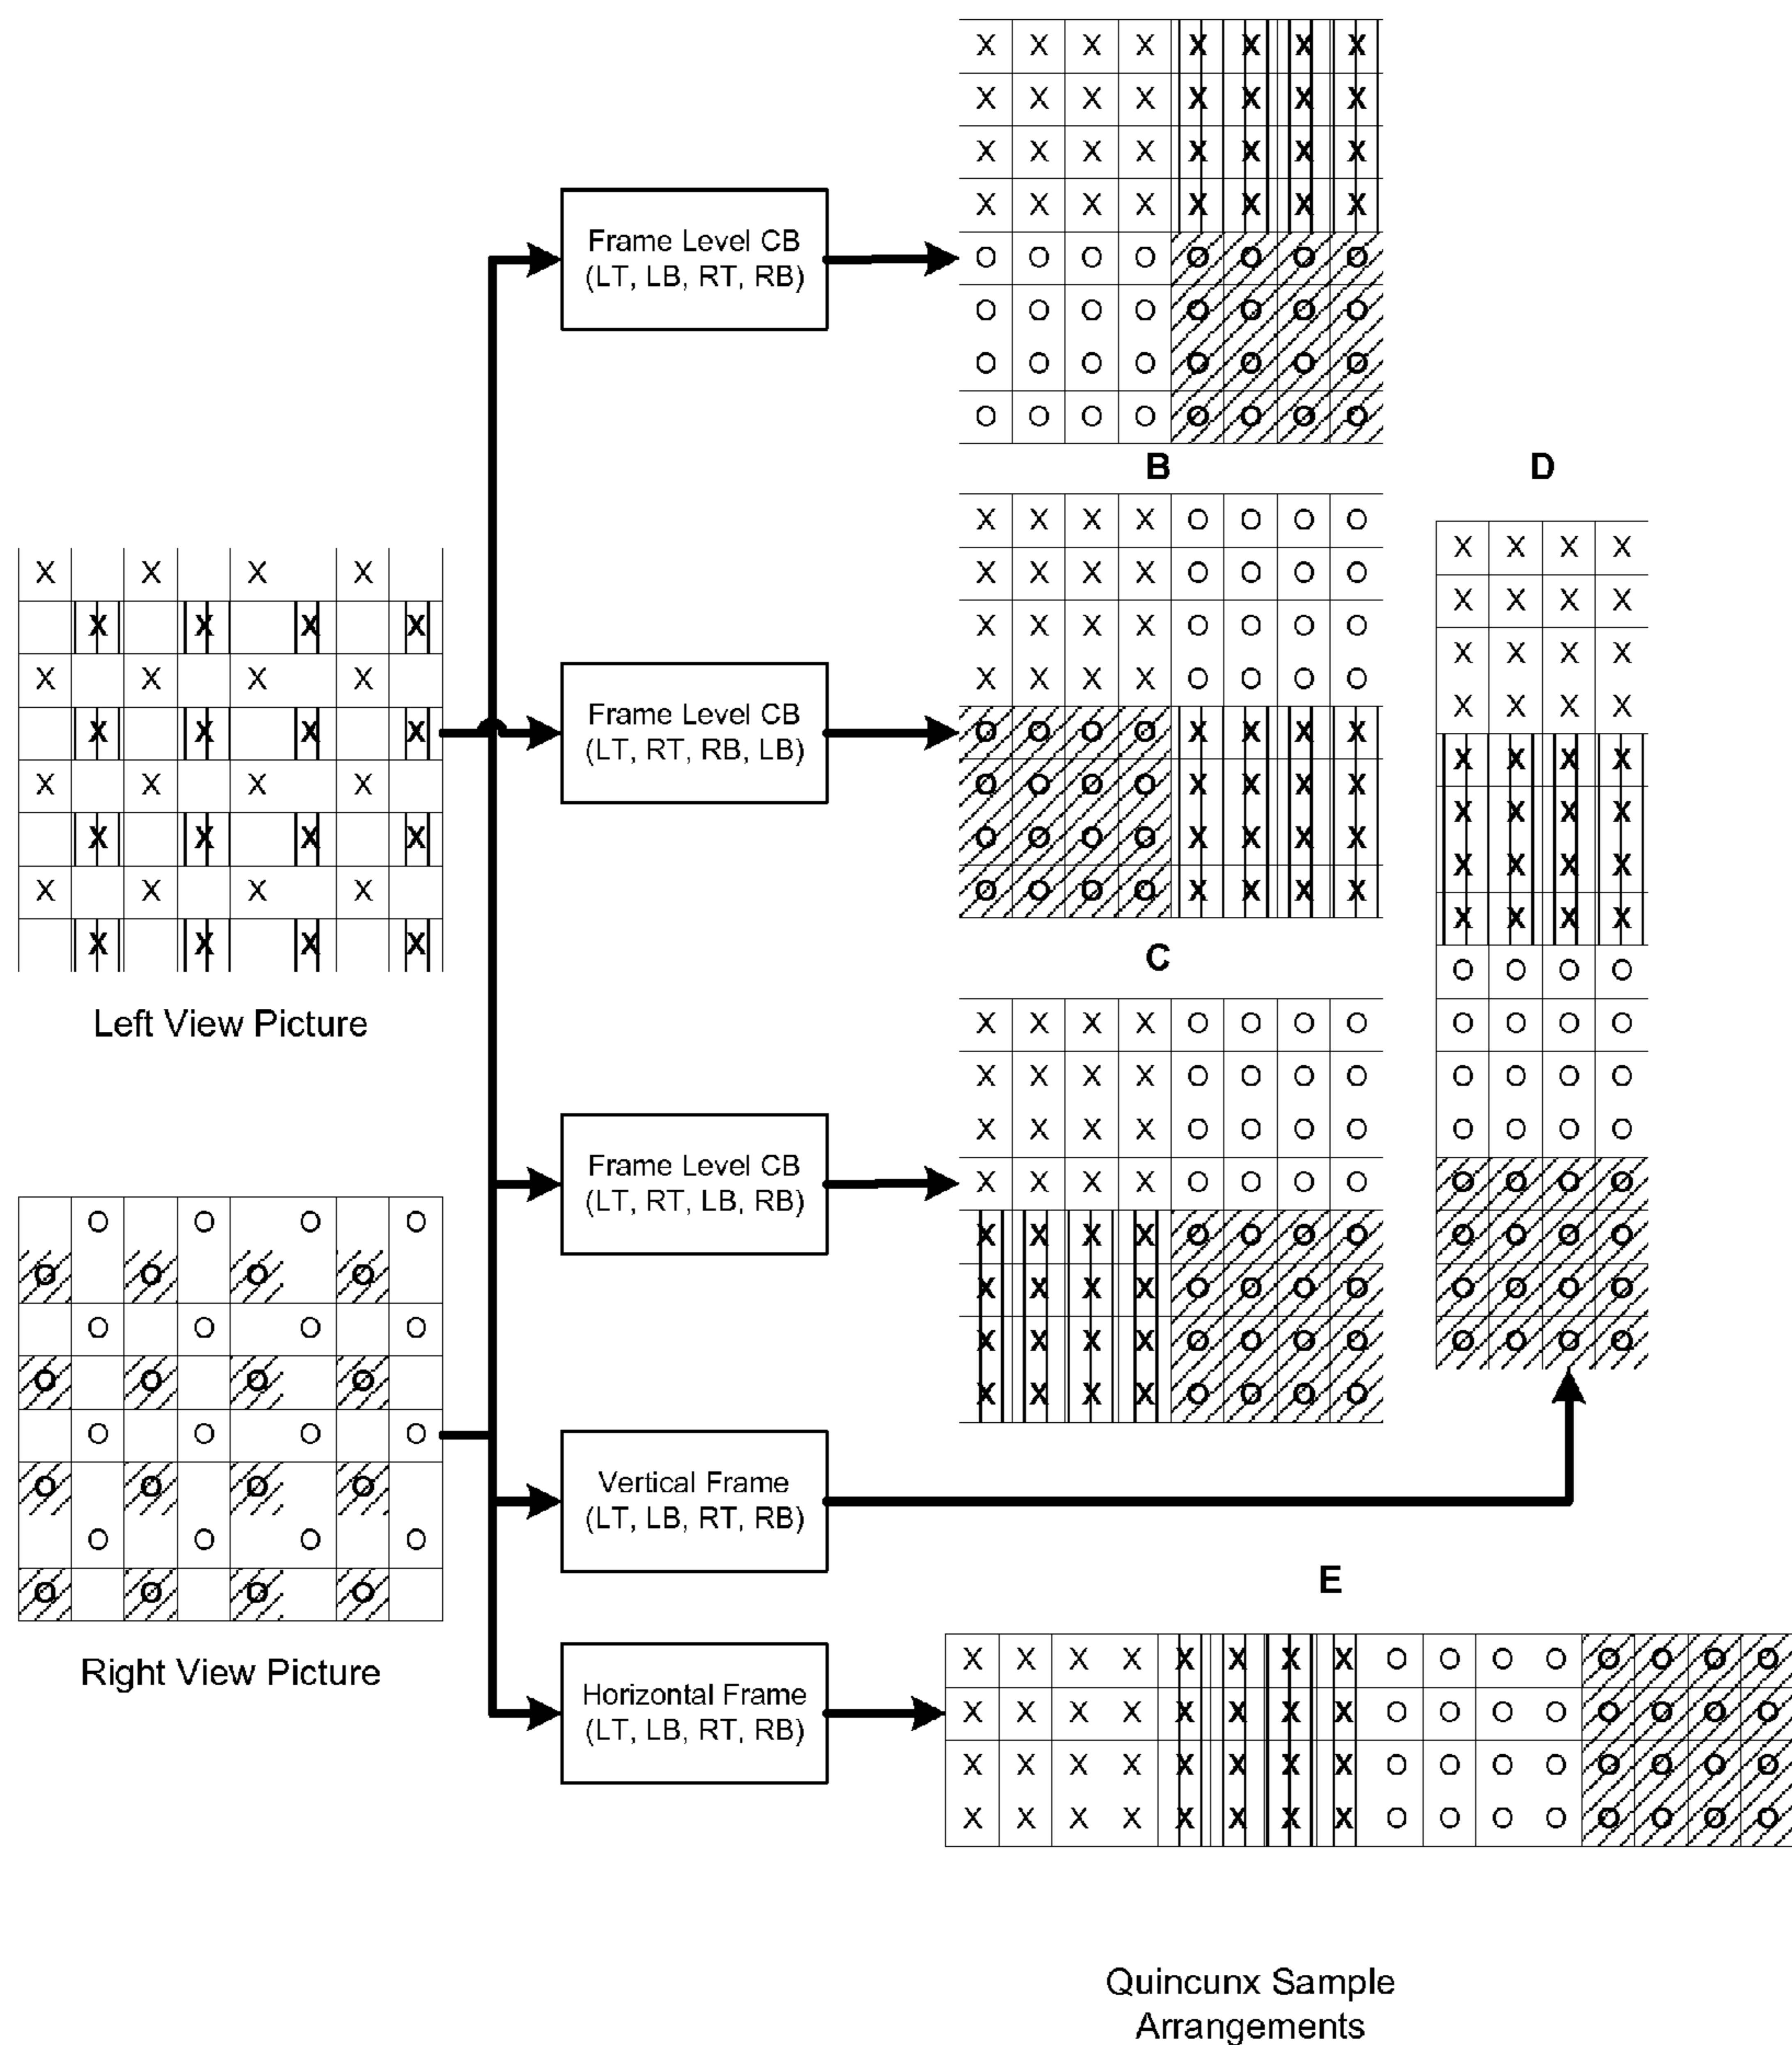 Frame Level CB
(LT, LB, RT, RB)
B
D
Frame Level CB
(LT, RT, RB, LB)
C
Left View Picture
Frame Level CB
(LT, RT, LB, RB)
Vertical Frame
(LT, LB, RT, RB)
E
Right View Picture
Horizontal Frame
(LT, LB, RT, RB)
Quincunx Sample
Arrangements